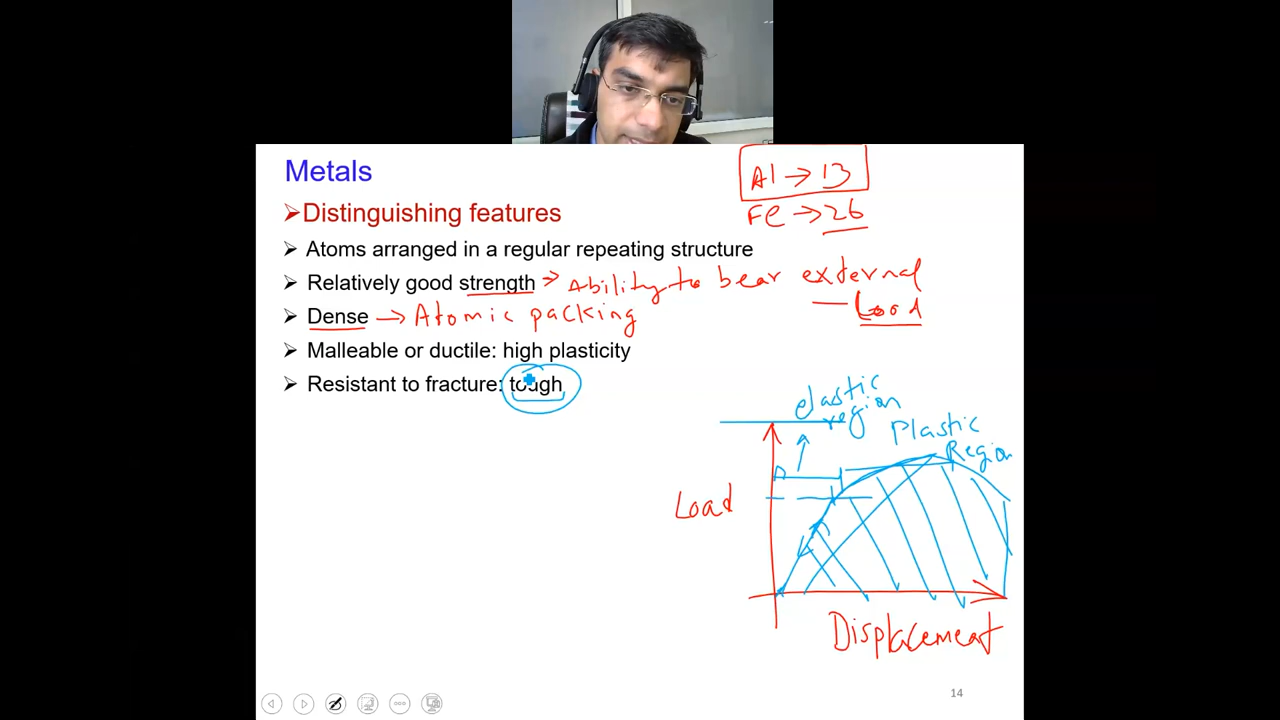 Al → 13
Metals
Fe → 26
➢Distinguishing features
➢ Atoms arranged in a regular repeating structure
➢ Relatively good strength → Ability to bear external
— Load
➢ Dense → Atomic packing
➢ Malleable or ductile: high plasticity
➢ Resistant to fracture: tough
elastic
region
Plastic
Region
Load
Displacement
14